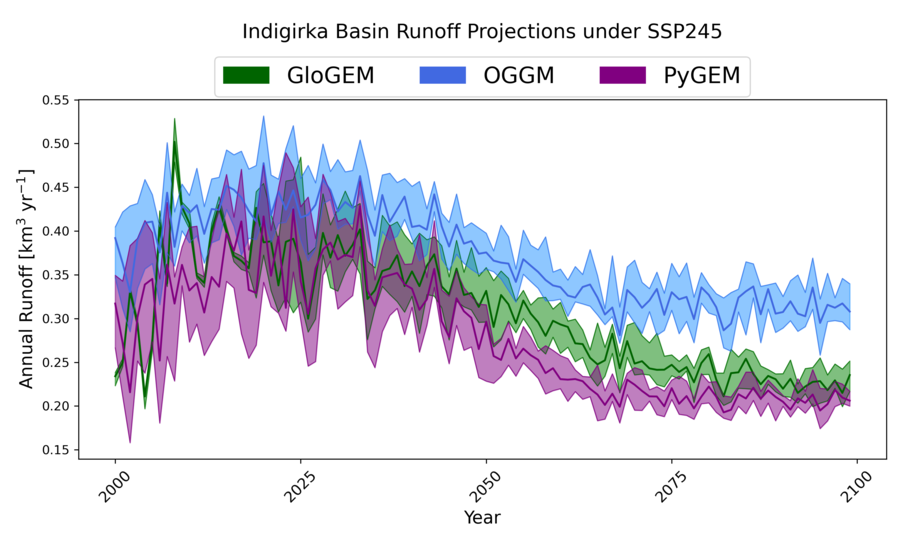 Indigirka Basin Runoff Projections under SSP245
GloGEM OGGM PyGEM
0.55
0.50
0.45
0.40
0.35
0.30
0.25
0.20
0.15
Annual Runoff [km³ yr⁻¹]
2000 2025 2050 2075 2100
Year